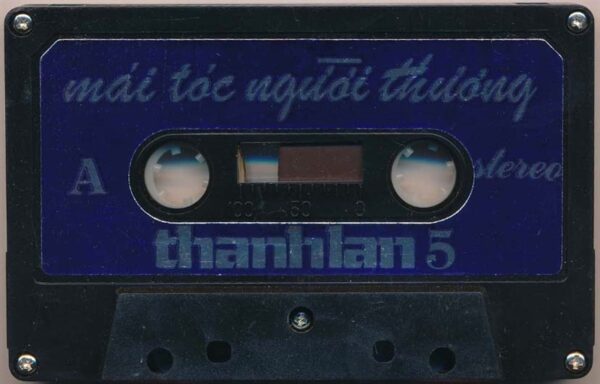 mái tóc người thương
A
stereo
100 50 0
thanhlan 5